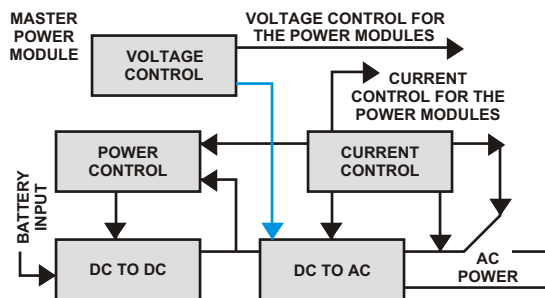 MASTER
POWER
MODULE
VOLTAGE CONTROL FOR
THE POWER MODULES
VOLTAGE
CONTROL
CURRENT
CONTROL FOR THE
POWER MODULES
POWER
CONTROL
CURRENT
CONTROL
BATTERY
INPUT
DC TO DC
DC TO AC
AC
POWER